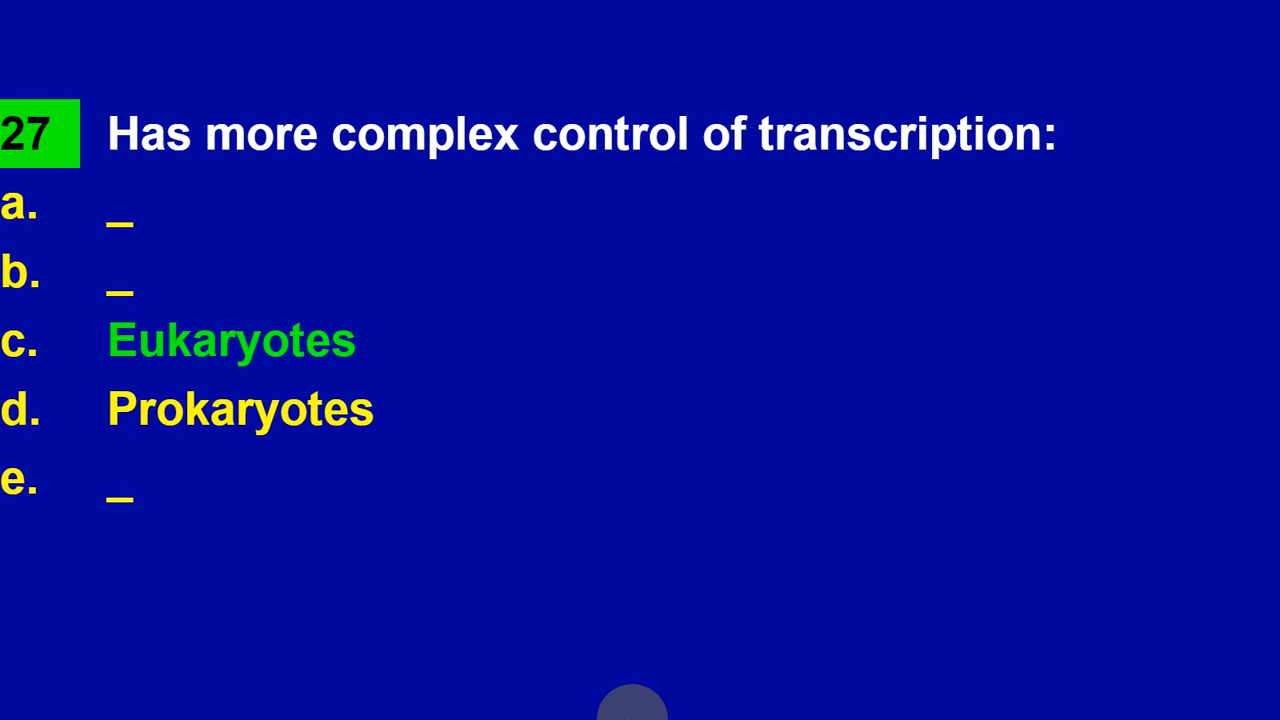 27 Has more complex control of transcription:
a. _
b. _
c. Eukaryotes
d. Prokaryotes
e. _